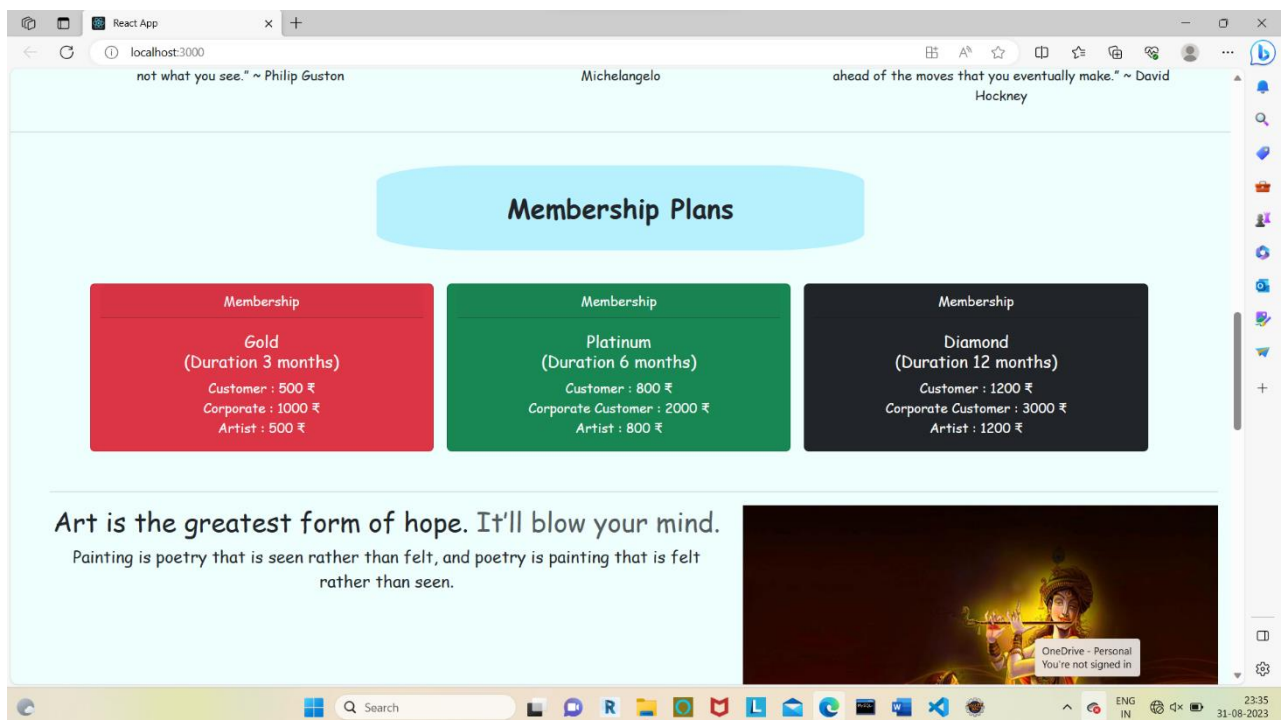 React App
localhost:3000
not what you see." ~ Philip Guston
Michelangelo
ahead of the moves that you eventually make." ~ David
Hockney
Membership Plans
Membership
Gold
(Duration 3 months)
Customer : 500 ₹
Corporate : 1000 ₹
Artist : 500 ₹
Membership
Platinum
(Duration 6 months)
Customer : 800 ₹
Corporate Customer : 2000 ₹
Artist : 800 ₹
Membership
Diamond
(Duration 12 months)
Customer : 1200 ₹
Corporate Customer : 3000 ₹
Artist : 1200 ₹
Art is the greatest form of hope. It'll blow your mind.
Painting is poetry that is seen rather than felt, and poetry is painting that is felt
rather than seen.
OneDrive - Personal
You're not signed in
Search
ENG
IN
23:35
31-08-2023